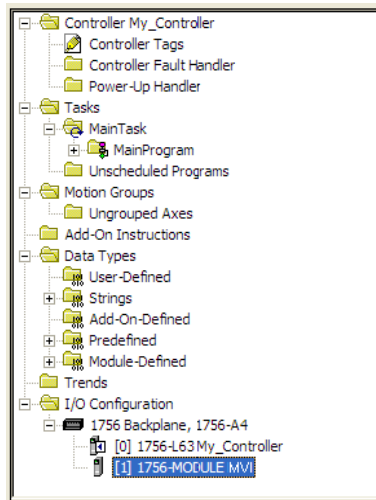 Controller My_Controller
Controller Tags
Controller Fault Handler
Power-Up Handler
Tasks
MainTask
MainProgram
Unscheduled Programs
Motion Groups
Ungrouped Axes
Add-On Instructions
Data Types
User-Defined
Strings
Add-On-Defined
Predefined
Module-Defined
Trends
I/O Configuration
1756 Backplane, 1756-A4
[0] 1756-L63 My_Controller
[1] 1756-MODULE MVI